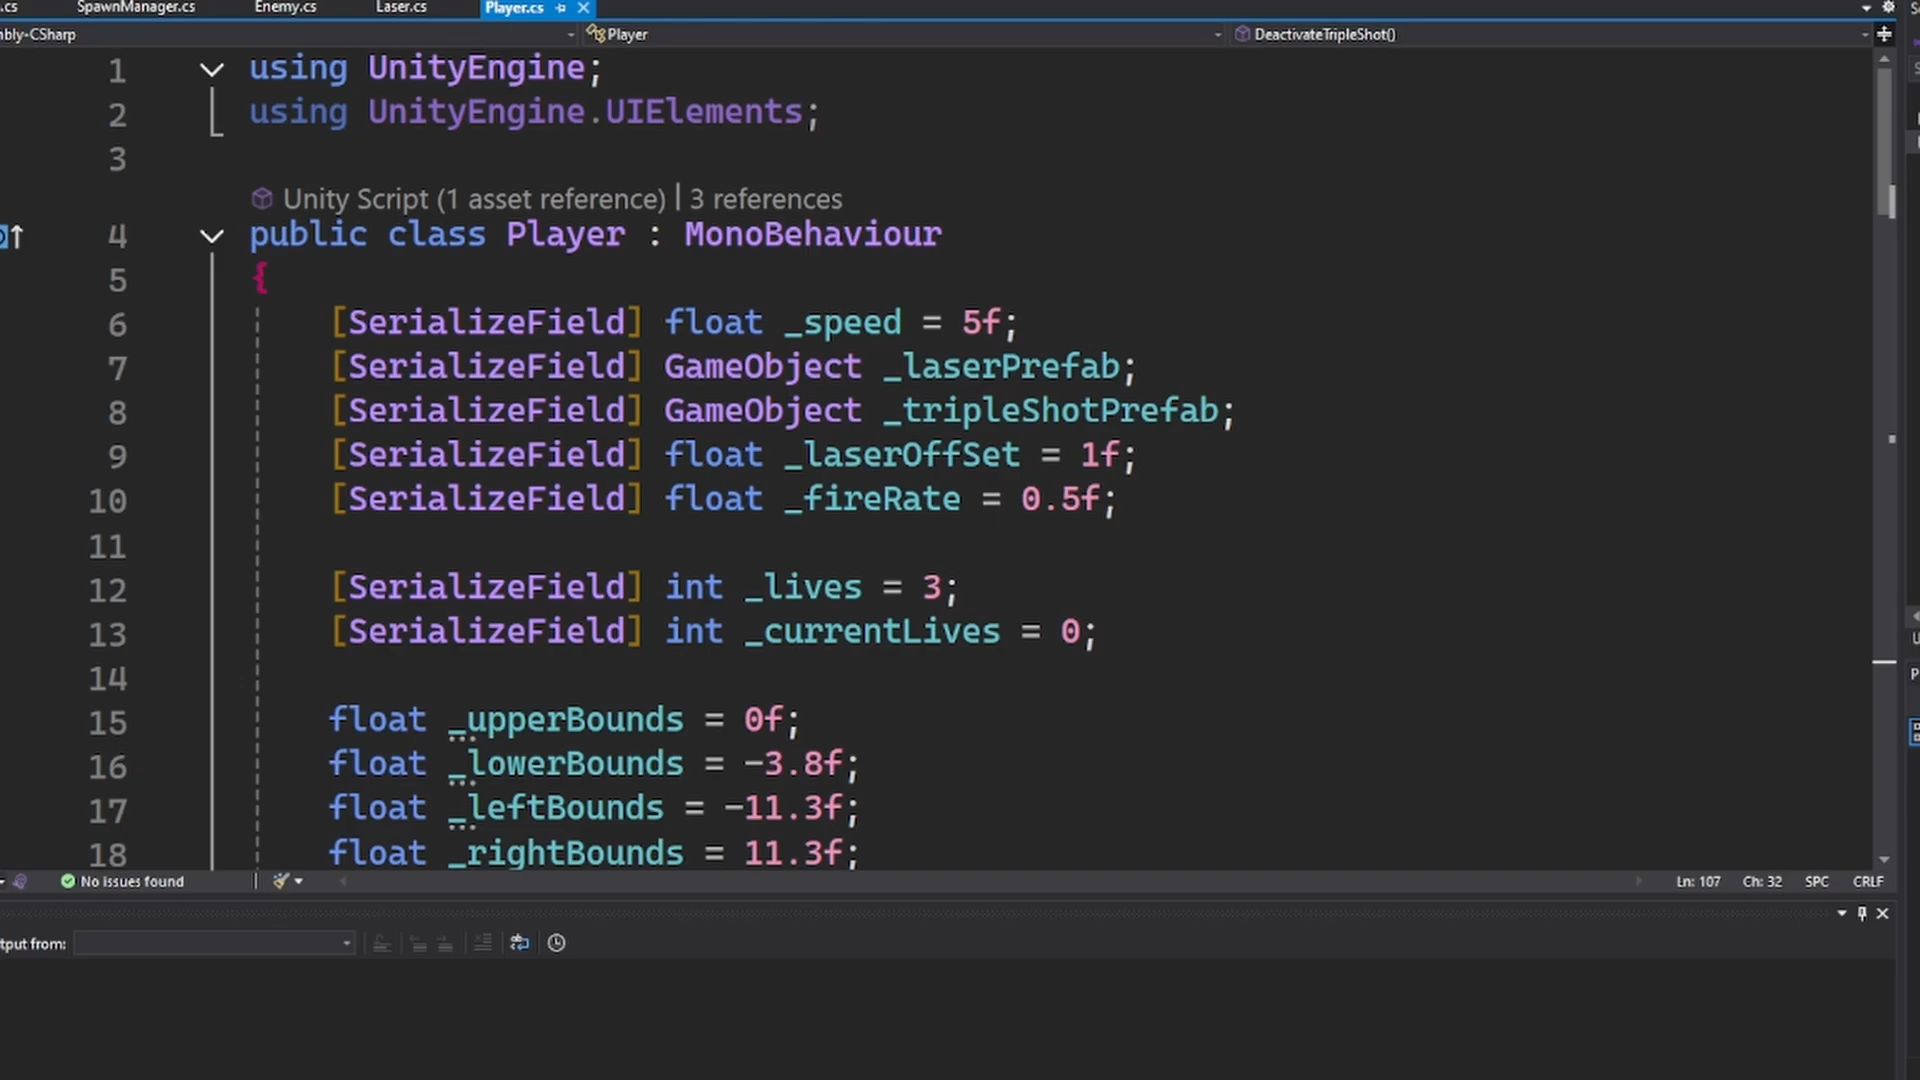 .cs SpawnManager.cs Enemy.cs Laser.cs Player.cs
mbly-CSharp Player DeactivateTripleShot()
1 using UnityEngine;
2 using UnityEngine.UIElements;
3
Unity Script (1 asset reference) | 3 references
4 public class Player : MonoBehaviour
5 {
6 [SerializeField] float _speed = 5f;
7 [SerializeField] GameObject _laserPrefab;
8 [SerializeField] GameObject _tripleShotPrefab;
9 [SerializeField] float _laserOffSet = 1f;
10 [SerializeField] float _fireRate = 0.5f;
11
12 [SerializeField] int _lives = 3;
13 [SerializeField] int _currentLives = 0;
14
15 float _upperBounds = 0f;
16 float _lowerBounds = -3.8f;
17 float _leftBounds = -11.3f;
18 float _rightBounds = 11.3f;
No issues found Ln: 107 Ch: 32 SPC CRLF
tput from: